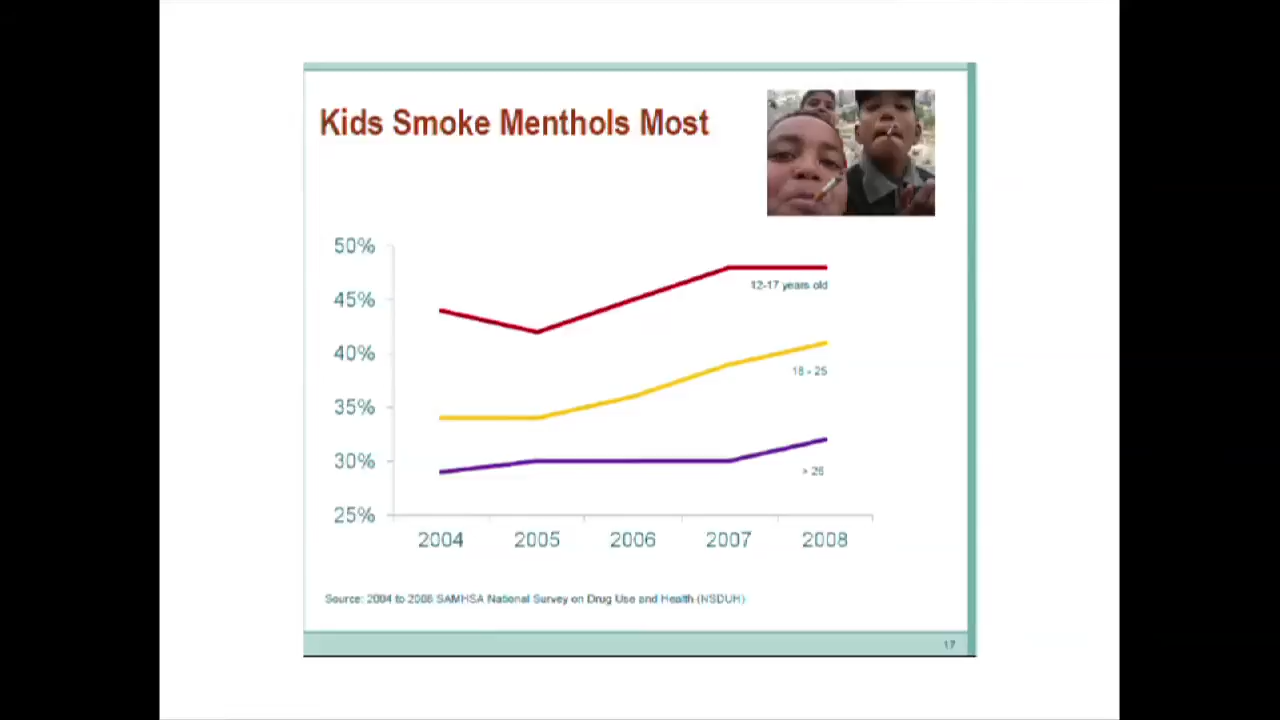 Kids Smoke Menthols Most
50%
45%
40%
35%
30%
25%
12-17 years old
18 - 25
> 26
2004 2005 2006 2007 2008
Source: 2004 to 2008 SAMHSA National Survey on Drug Use and Health (NSDUH)
17